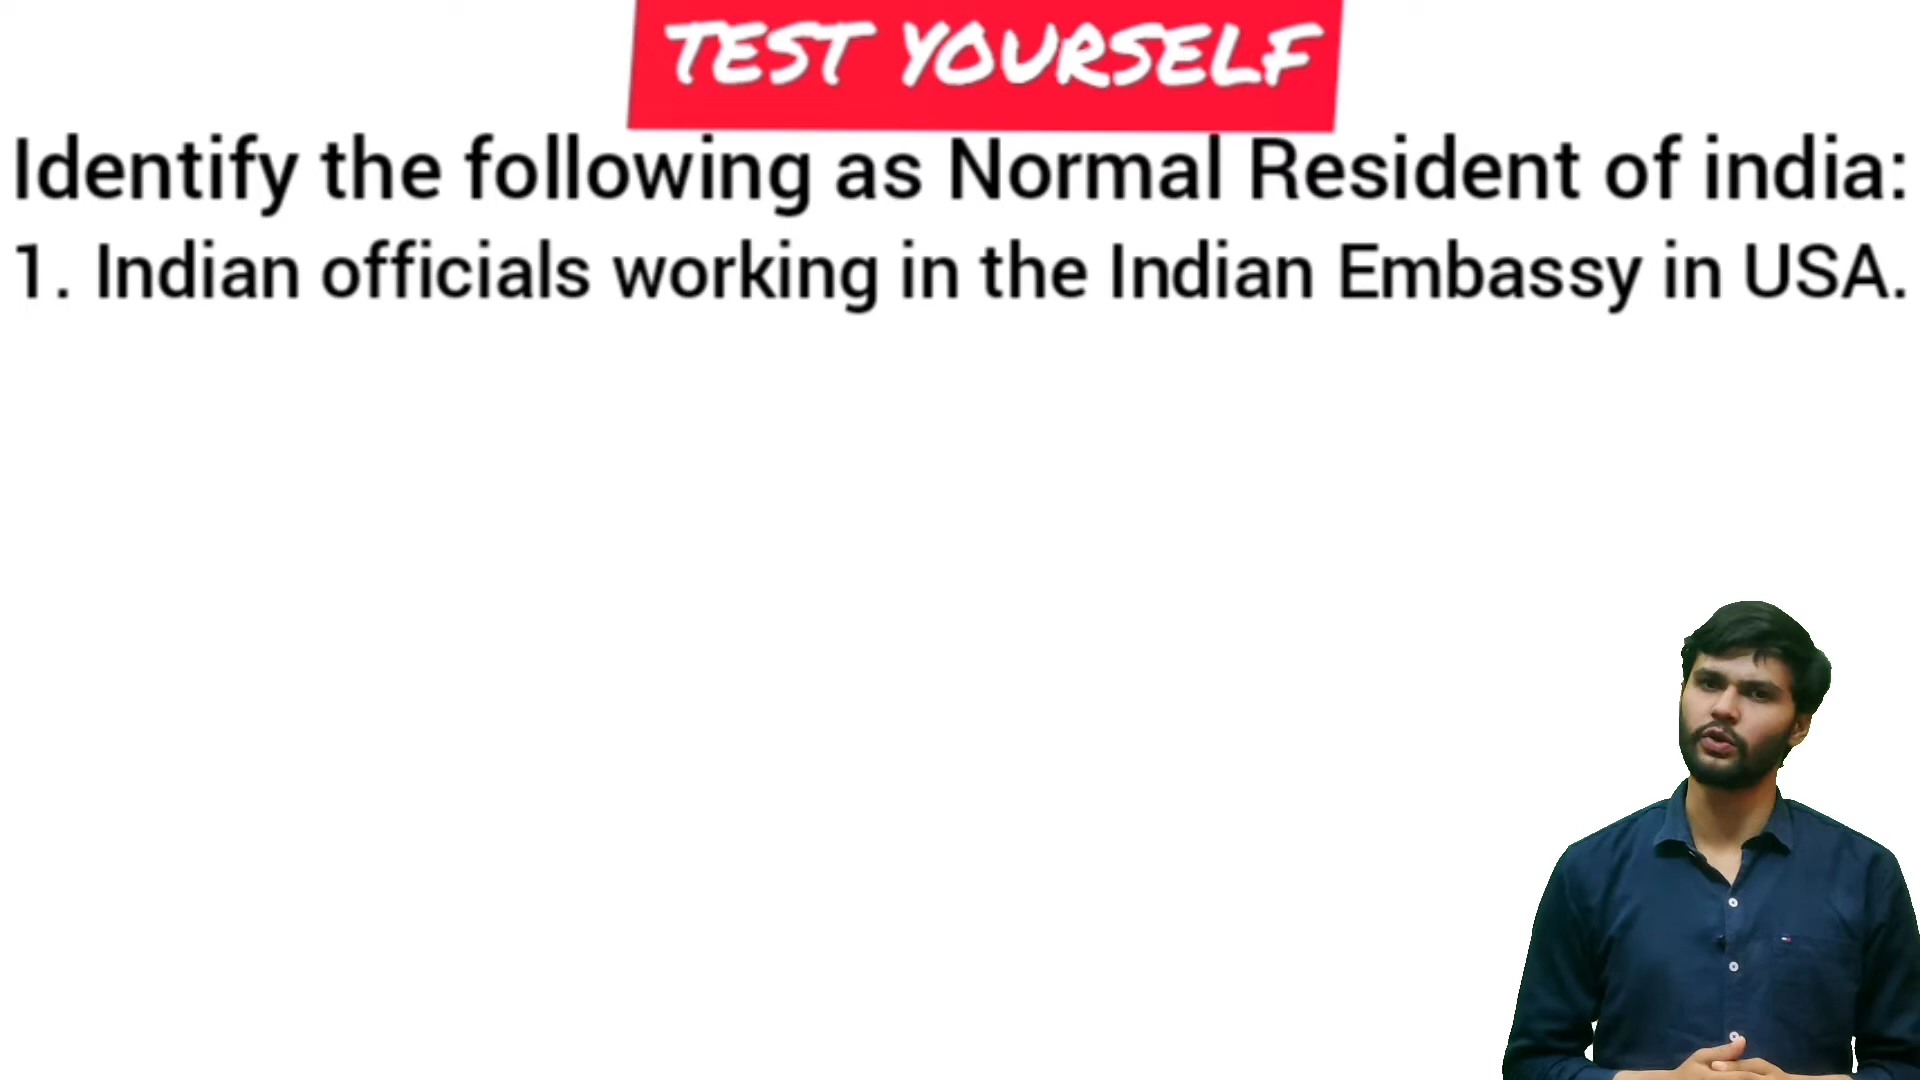 TEST YOURSELF
Identify the following as Normal Resident of india:
1. Indian officials working in the Indian Embassy in USA.